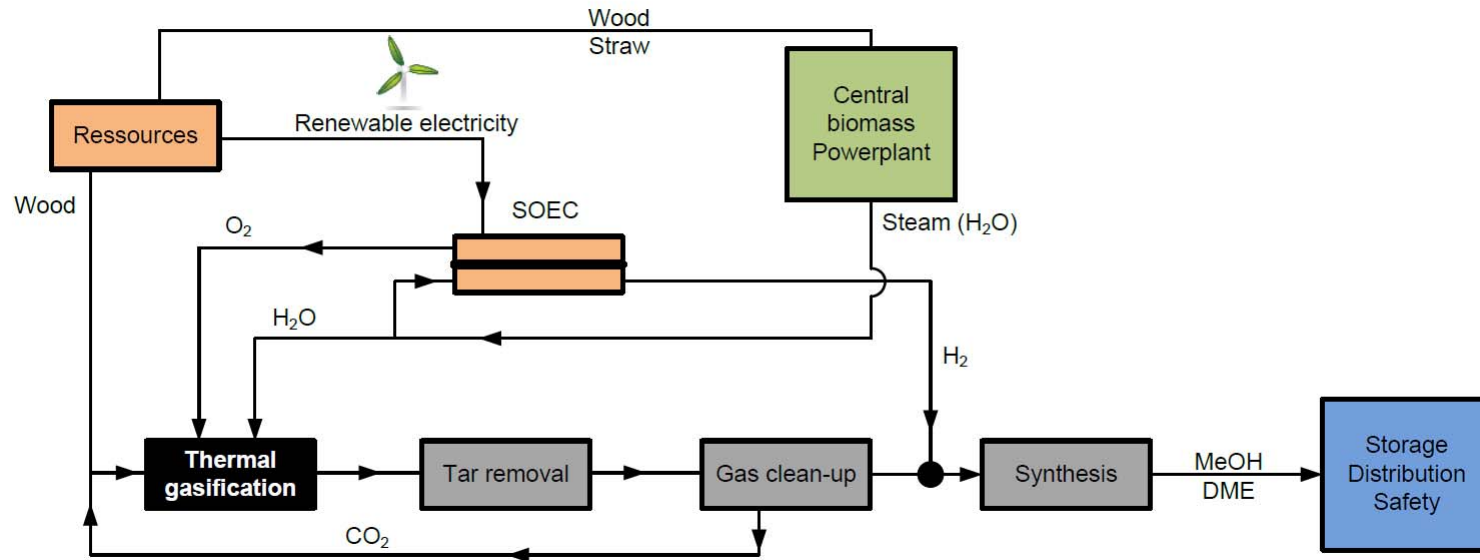 Wood
Straw
Ressources
Renewable electricity
Central
biomass
Powerplant
Wood
SOEC
Steam (H₂O)
O₂
H₂O
H₂
Thermal
gasification
Tar removal
Gas clean-up
Synthesis
MeOH
DME
Storage
Distribution
Safety
CO₂